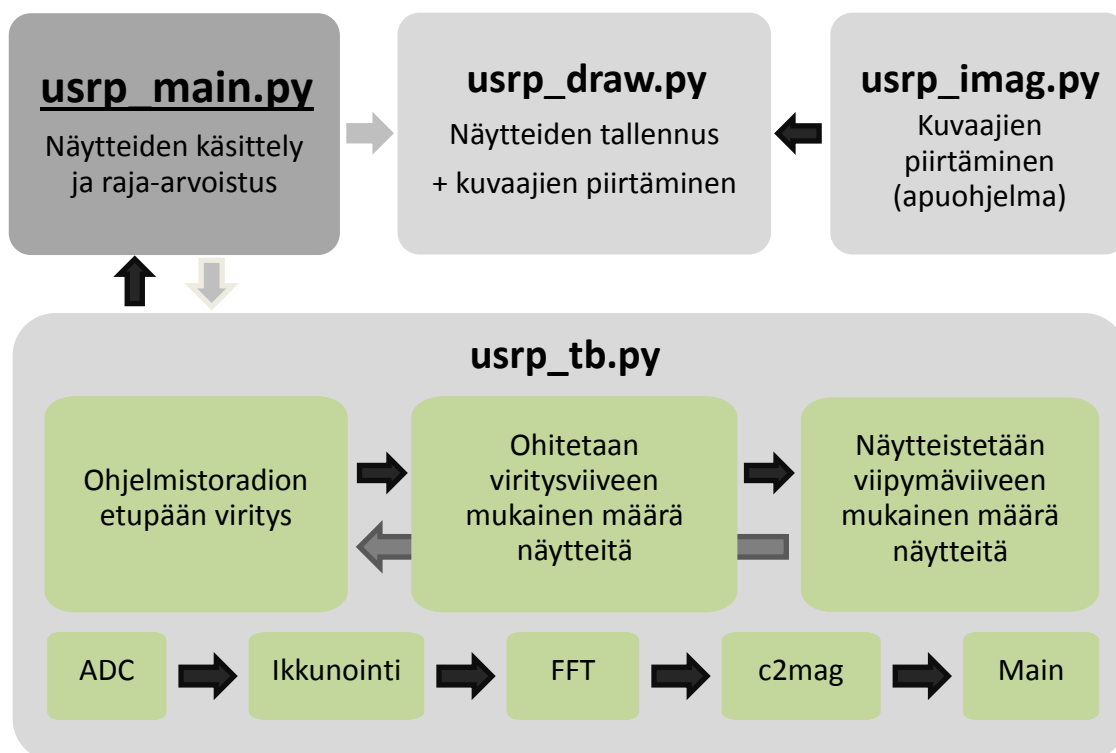 usrp_main.py
Näytteiden käsittely
ja raja-arvoistus
usrp_draw.py
Näytteiden tallennus
+ kuvaajien piirtäminen
usrp_imag.py
Kuvaajien
piirtäminen
(apuohjelma)
usrp_tb.py
Ohjelmistoradion
etupään viritys
Ohitetaan
viritysviiveen
mukainen määrä
näytteitä
Näytteistetään
viipymäviiveen
mukainen määrä
näytteitä
ADC
Ikkunointi
FFT
c2mag
Main